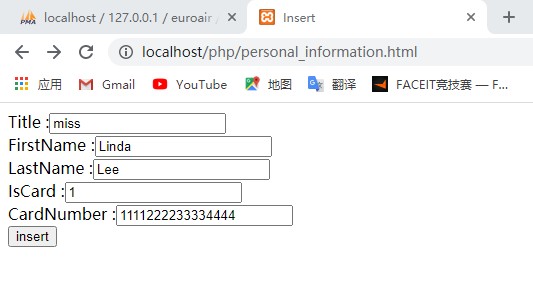 localhost / 127.0.0.1 / euroair
Insert
localhost/php/personal_information.html
应用 Gmail YouTube 地图 翻译 FACEIT竞技赛 — F...
Title :miss
FirstName :Linda
LastName :Lee
IsCard :1
CardNumber :1111222233334444
insert